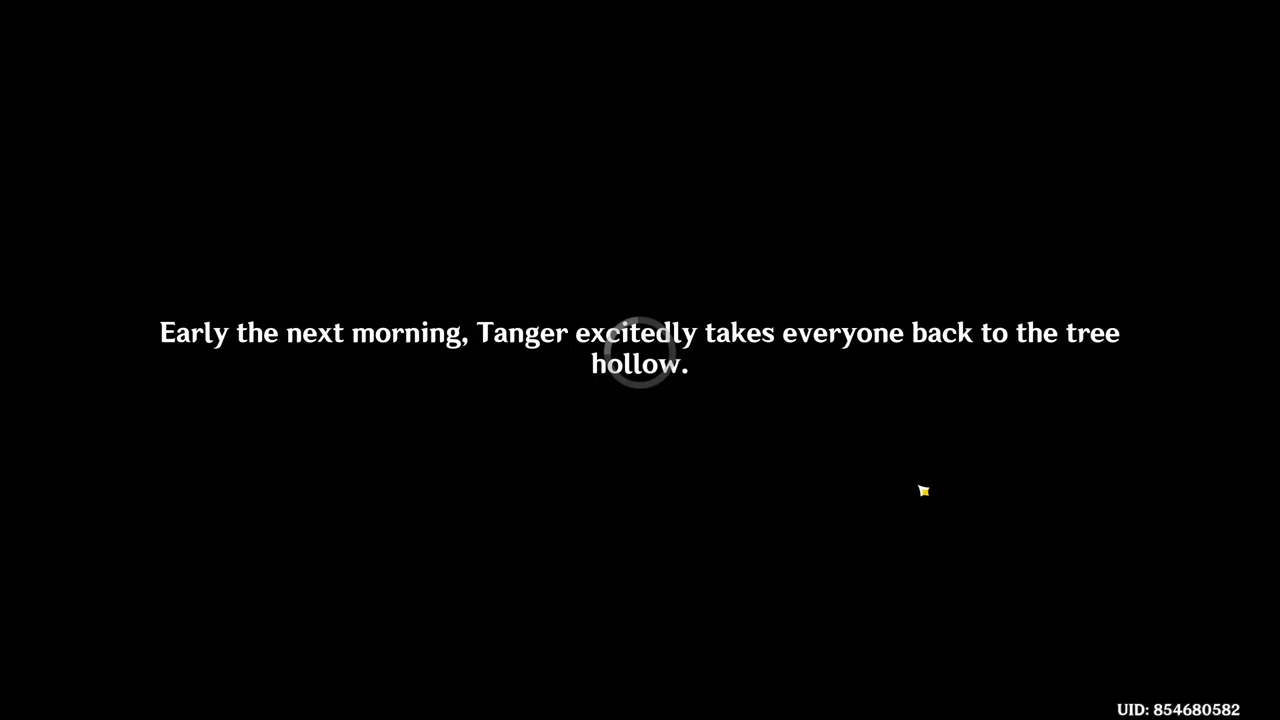 Early the next morning, Tanger excitedly takes everyone back to the tree
hollow.
UID: 854680582